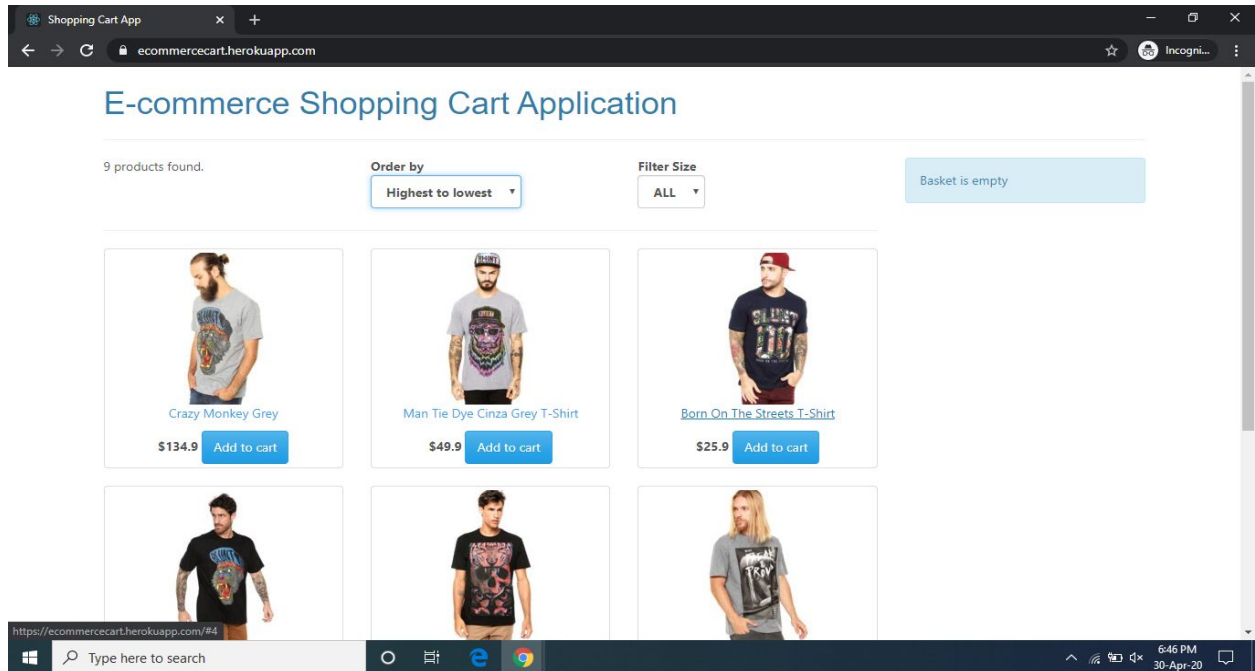 Shopping Cart App
ecommercecart.herokuapp.com
Incogni...
E-commerce Shopping Cart Application
9 products found.
Order by
Highest to lowest
Filter Size
ALL
Basket is empty
Crazy Monkey Grey
$134.9 Add to cart
Man Tie Dye Cinza Grey T-Shirt
$49.9 Add to cart
Born On The Streets T-Shirt
$25.9 Add to cart
https://ecommercecart.herokuapp.com/#4
Type here to search
6:46 PM
30-Apr-20